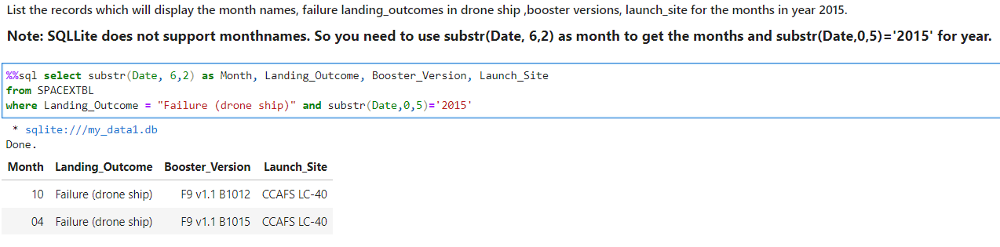 List the records which will display the month names, failure landing_outcomes in drone ship ,booster versions, launch_site for the months in year 2015.
Note: SQLLite does not support monthnames. So you need to use substr(Date, 6,2) as month to get the months and substr(Date,0,5)='2015' for year.
%%sql select substr(Date, 6,2) as Month, Landing_Outcome, Booster_Version, Launch_Site
from SPACEXTBL
where Landing_Outcome = "Failure (drone ship)" and substr(Date,0,5)='2015'
* sqlite:///my_data1.db
Done.
Month Landing_Outcome Booster_Version Launch_Site
10 Failure (drone ship) F9 v1.1 B1012 CCAFS LC-40
04 Failure (drone ship) F9 v1.1 B1015 CCAFS LC-40